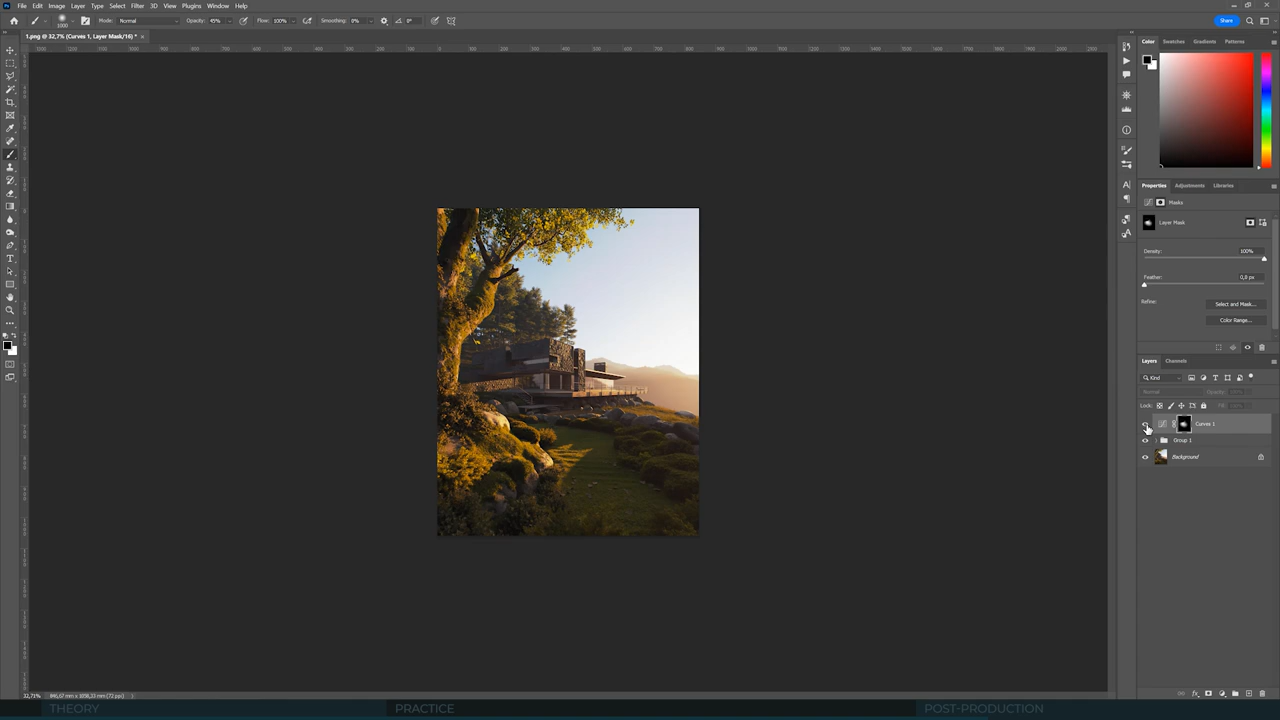 Ps File Edit Image Layer Type Select Filter 3D View Plugins Window Help
1000 Mode: Normal Opacity: 45% Flow: 100% Smoothing: 0% 0° Share
1.png @ 32,7% (Curves 1, Layer Mask/16) * ×
Color Swatches Gradients Patterns
Properties Adjustments Libraries
Masks
Layer Mask
Density: 100%
Feather: 0,0 px
Refine: Select and Mask...
Color Range...
Layers Channels
Kind
Normal Opacity:
Lock: Fill:
Curves 1
Group 1
Background
32,71%
THEORY PRACTICE POST-PRODUCTION